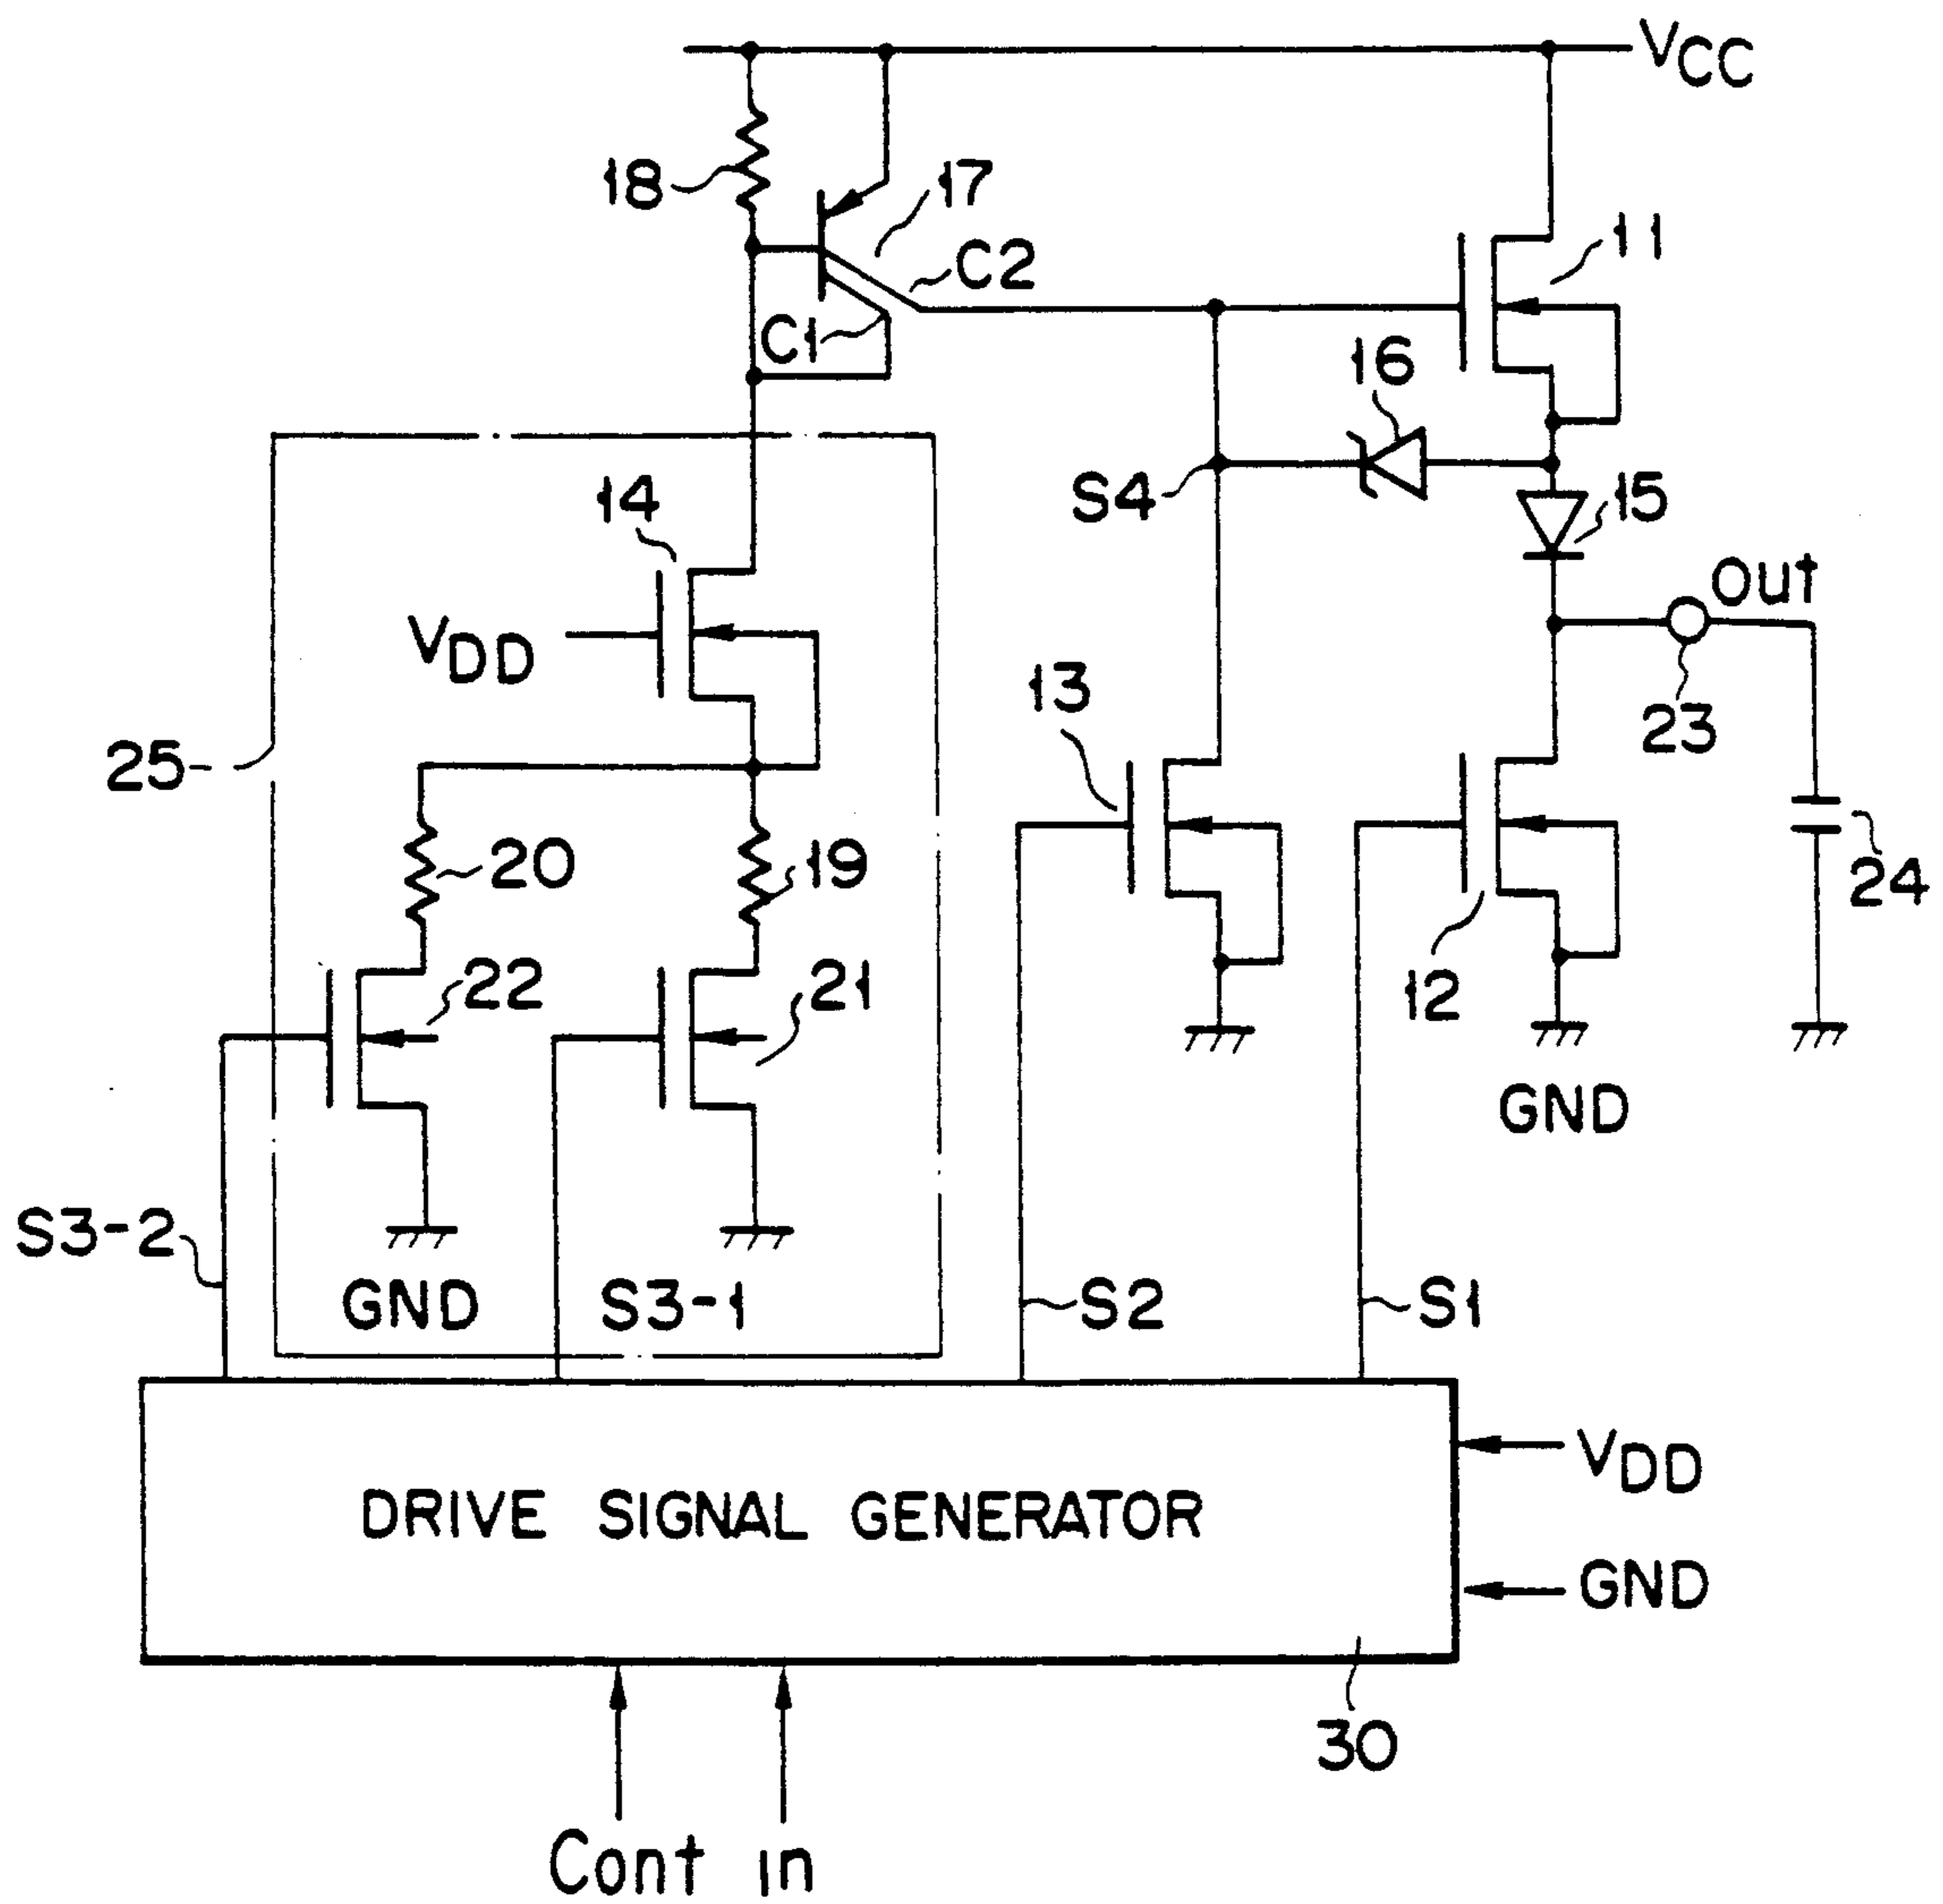 VCC
18
17
C2
11
C1
16
S4
15
14
OUT
VDD
13
23
25
20
19
24
22
21
12
GND
S3-2
GND
S3-1
S2
S1
VDD
DRIVE SIGNAL GENERATOR
GND
30
Cont in